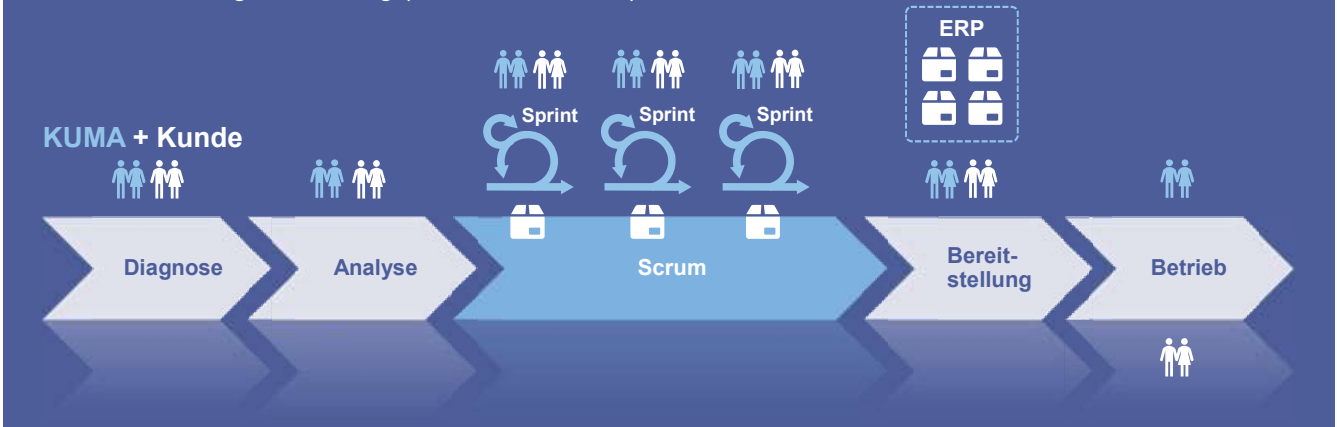 ERP
Sprint
Sprint
Sprint
KUMA + Kunde
Diagnose
Analyse
Scrum
Bereit-
stellung
Betrieb